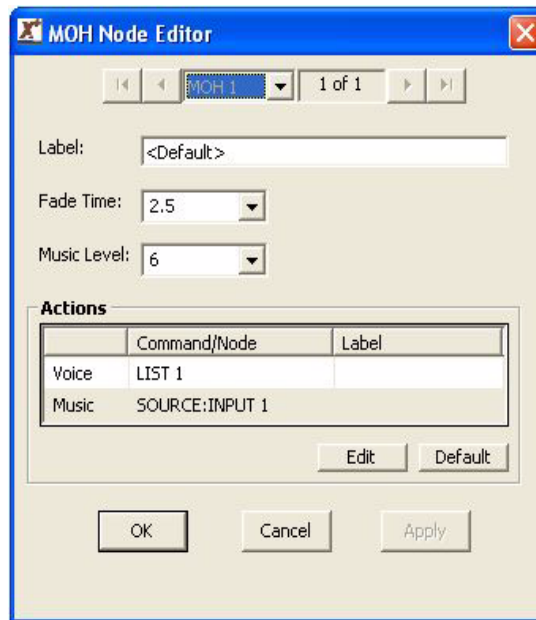 MOH Node Editor
MOH 1 1 of 1
Label: <Default>
Fade Time: 2.5
Music Level: 6
Actions
Command/Node Label
Voice LIST 1
Music SOURCE:INPUT 1
Edit Default
OK Cancel Apply